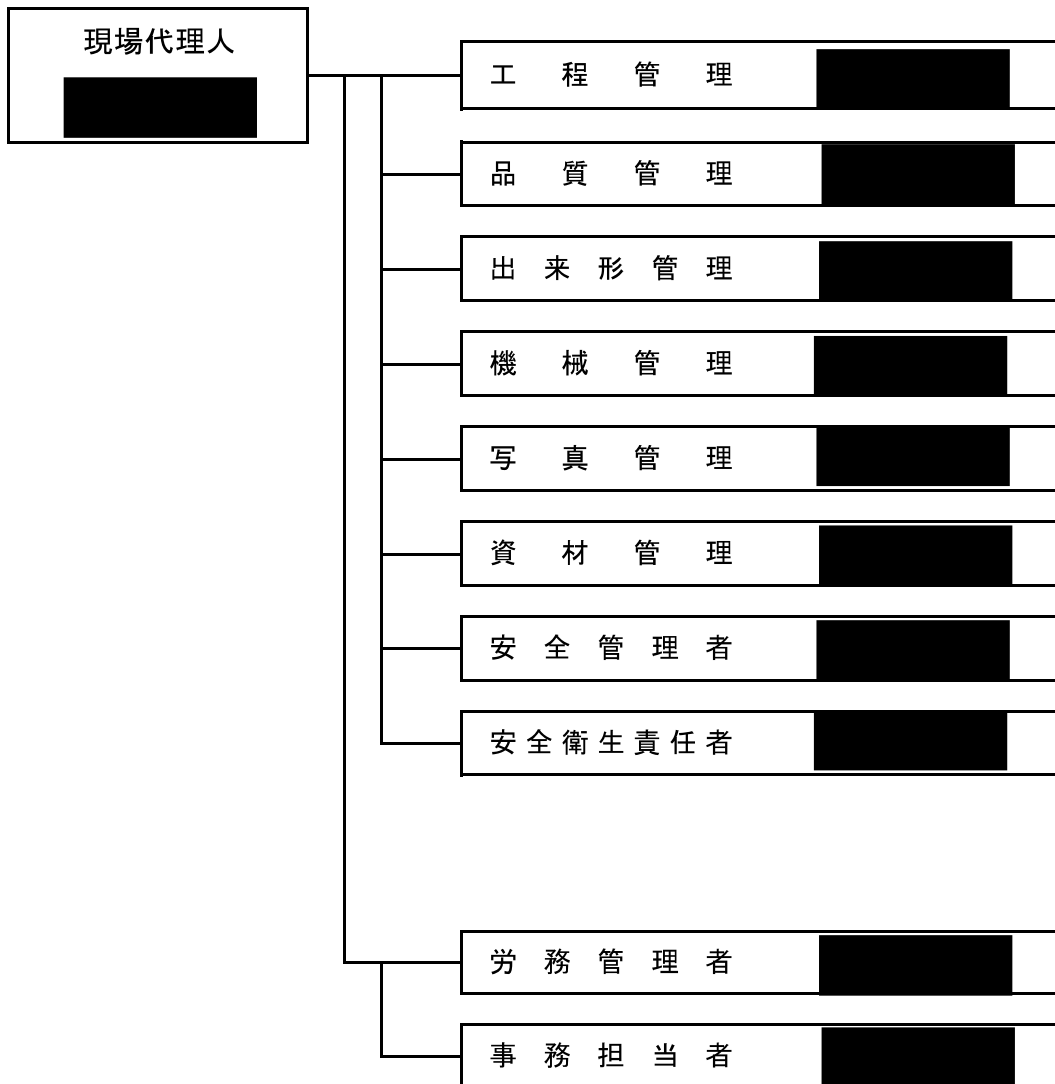 現場代理人
工程管理
品質管理
出来形管理
機械管理
写真管理
資材管理
安全管理者
安全衛生責任者
労務管理者
事務担当者